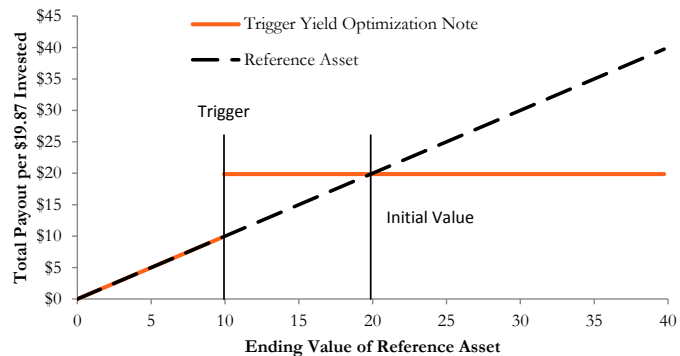 $45
$40
$35
$30
$25
$20
$15
$10
$5
$0
Total Payout per $19.87 Invested
Trigger Yield Optimization Note
Reference Asset
Trigger
Initial Value
0 5 10 15 20 25 30 35 40
Ending Value of Reference Asset